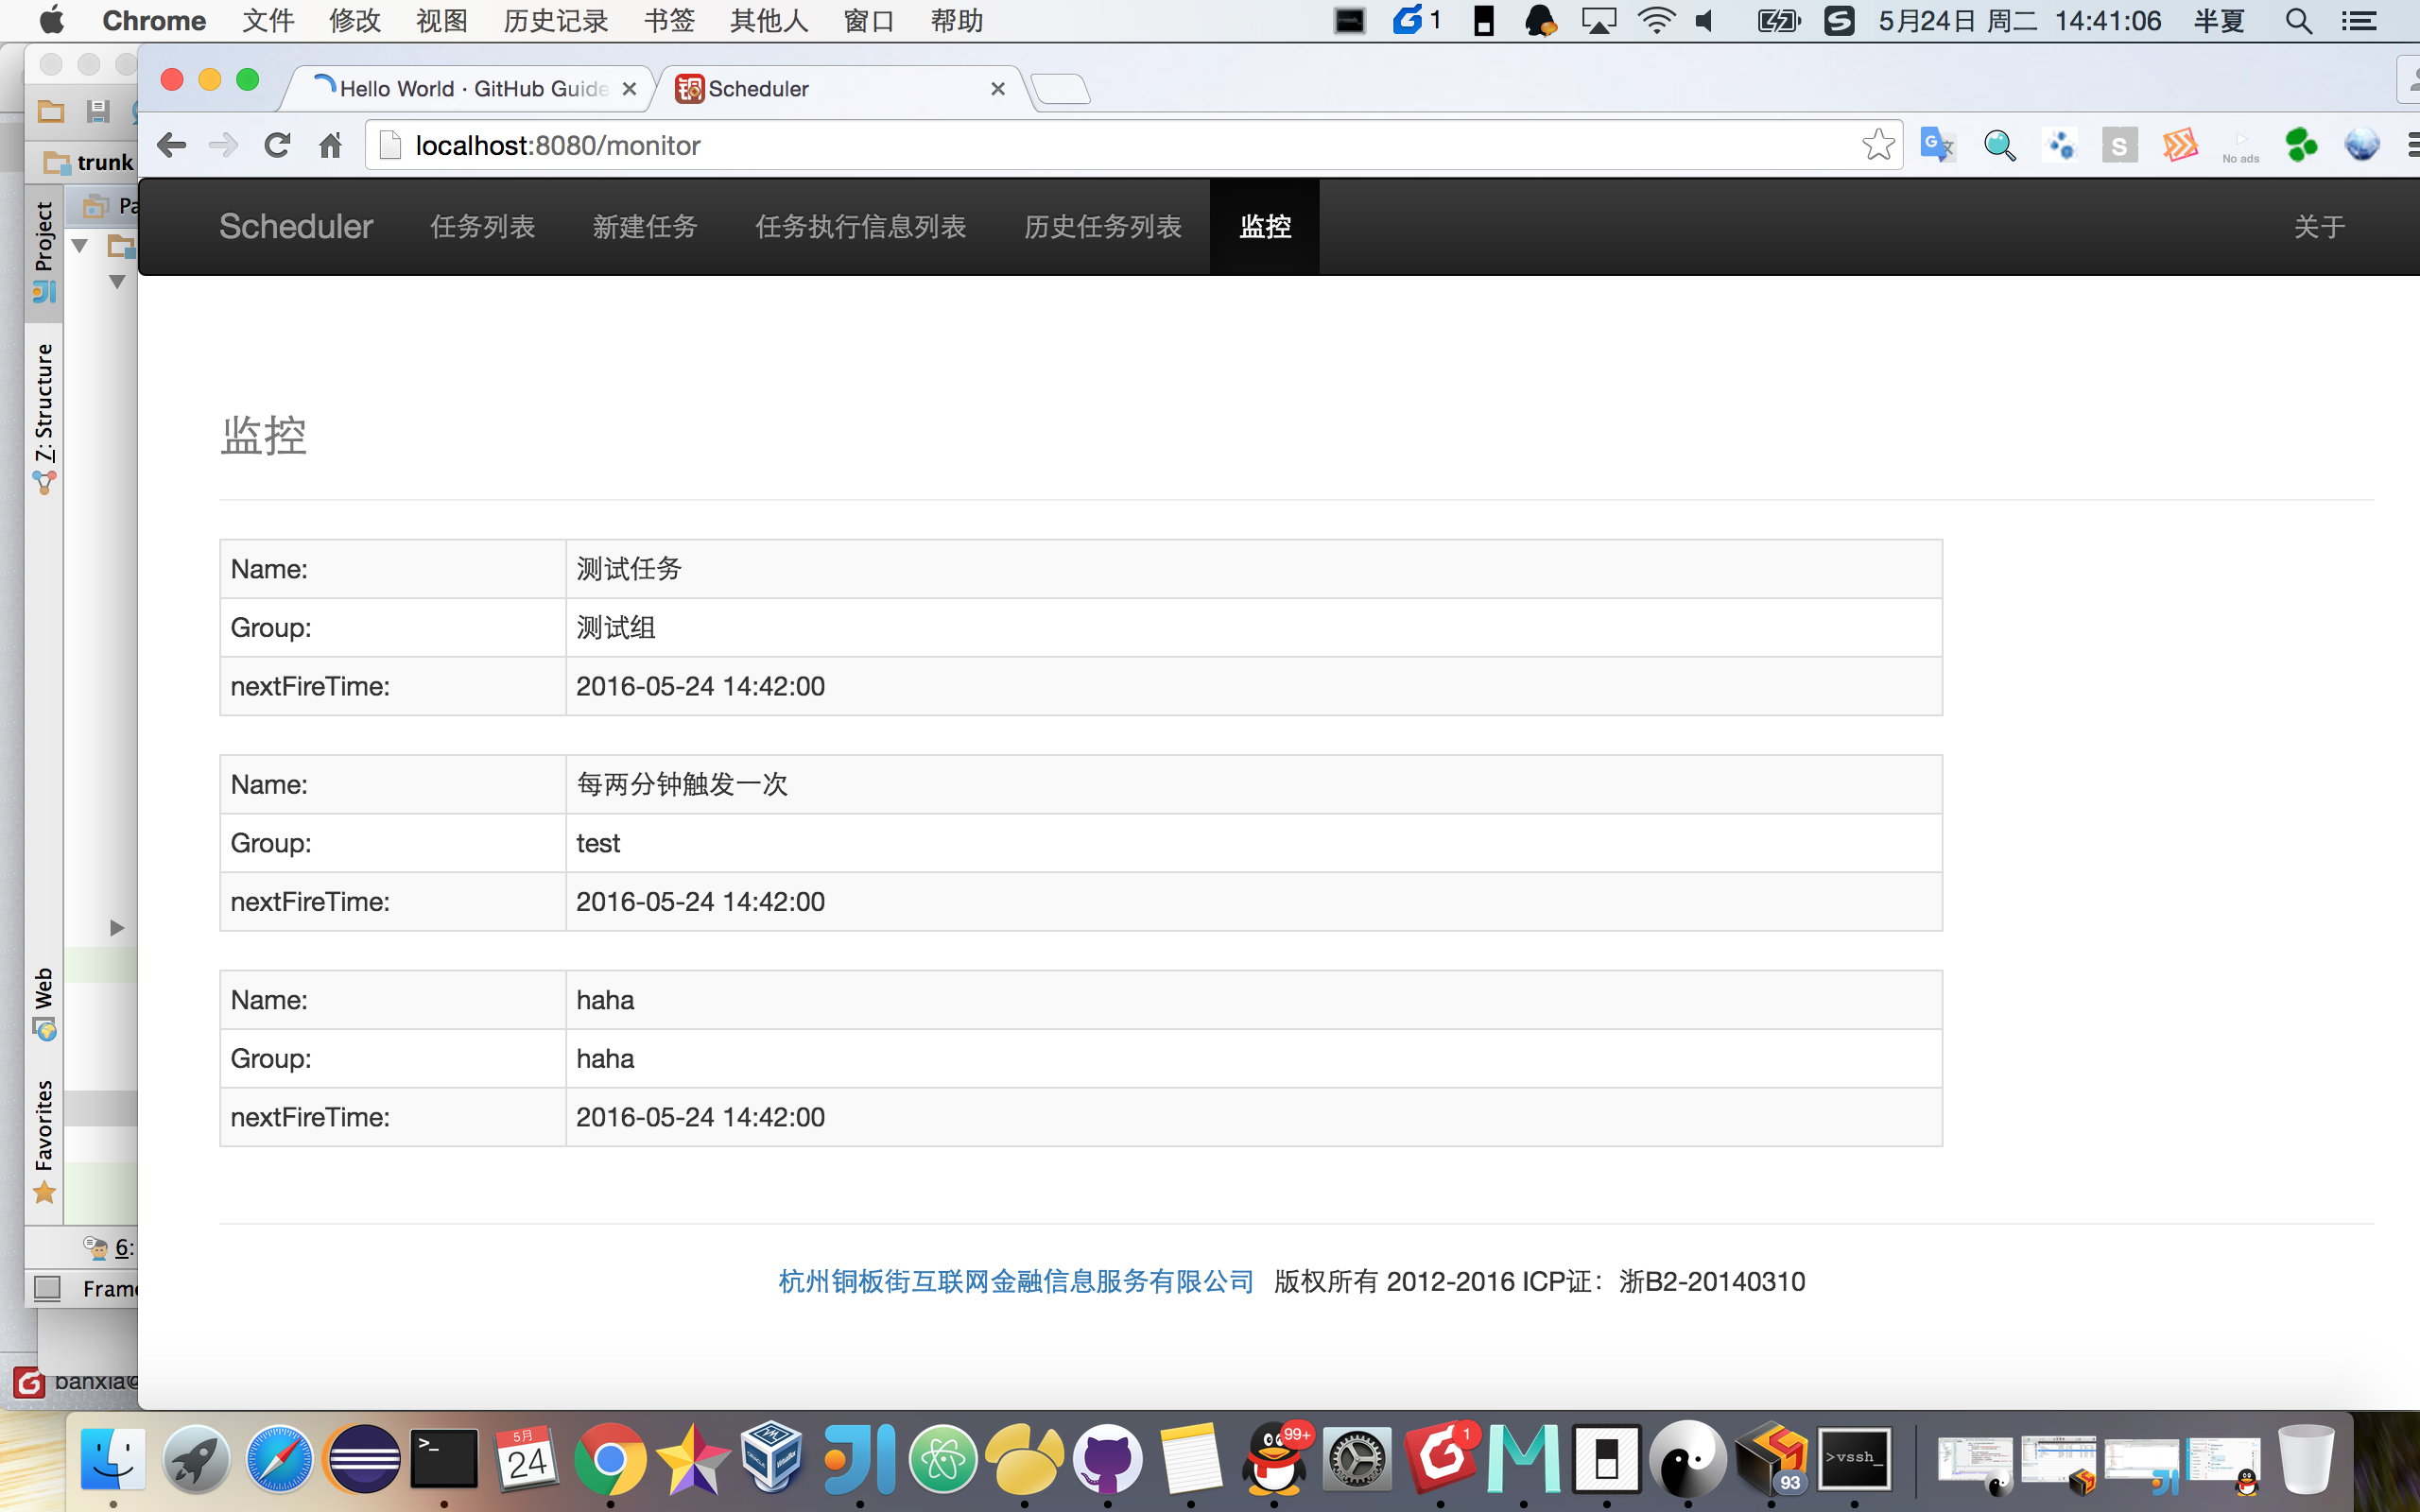 Chrome 文件 修改 视图 历史记录 书签 其他人 窗口 帮助 1 5月24日 周二 14:41:06 半夏
Hello World · GitHub Guide Scheduler
localhost:8080/monitor No ads
trunk
Scheduler 任务列表 新建任务 任务执行信息列表 历史任务列表 监控 关于
Project
Z: Structure
Web
Favorites
6:
监控
Name: 测试任务
Group: 测试组
nextFireTime: 2016-05-24 14:42:00
Name: 每两分钟触发一次
Group: test
nextFireTime: 2016-05-24 14:42:00
Name: haha
Group: haha
nextFireTime: 2016-05-24 14:42:00
杭州铜板街互联网金融信息服务有限公司 版权所有 2012-2016 ICP证：浙B2-20140310
banxia@
5月
24
99+
1
93
>vssh_